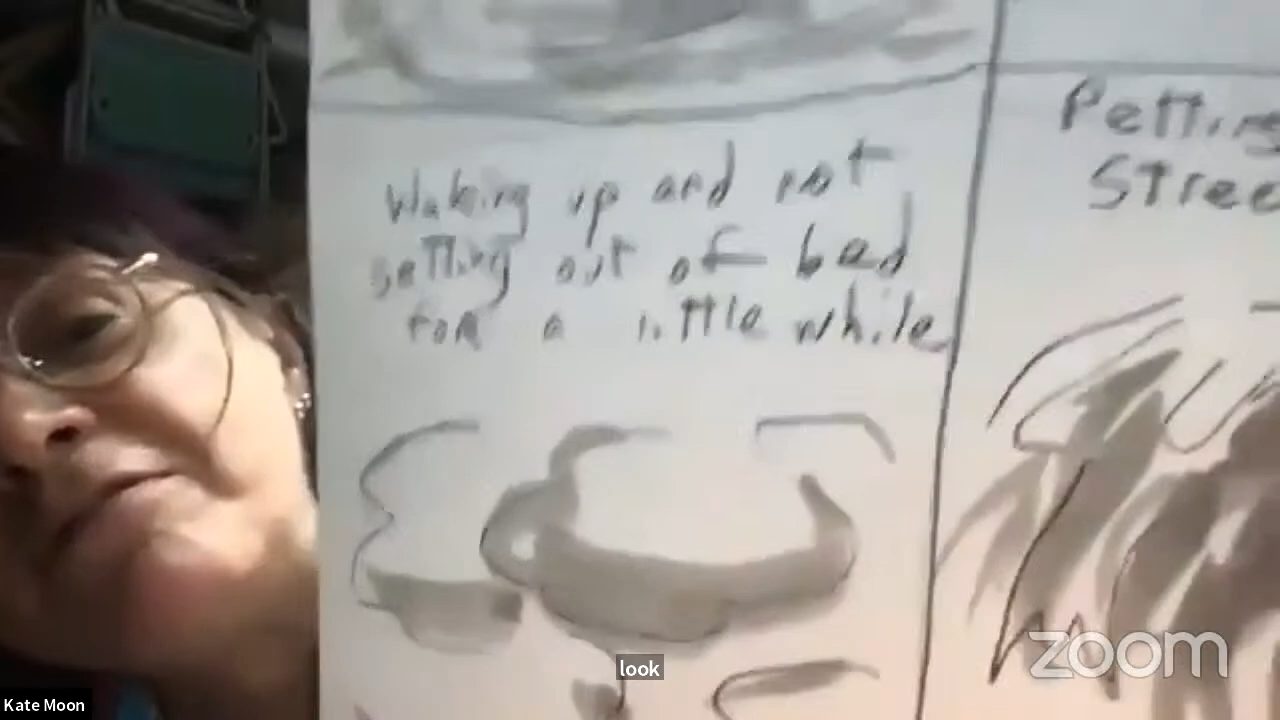 Waking up and not
getting out of bed
for a little while
Petting
Stree
look
zoom
Kate Moon